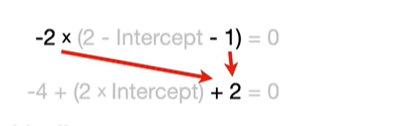 -2 × (2 - Intercept - 1) = 0
-4 + (2 × Intercept) + 2 = 0